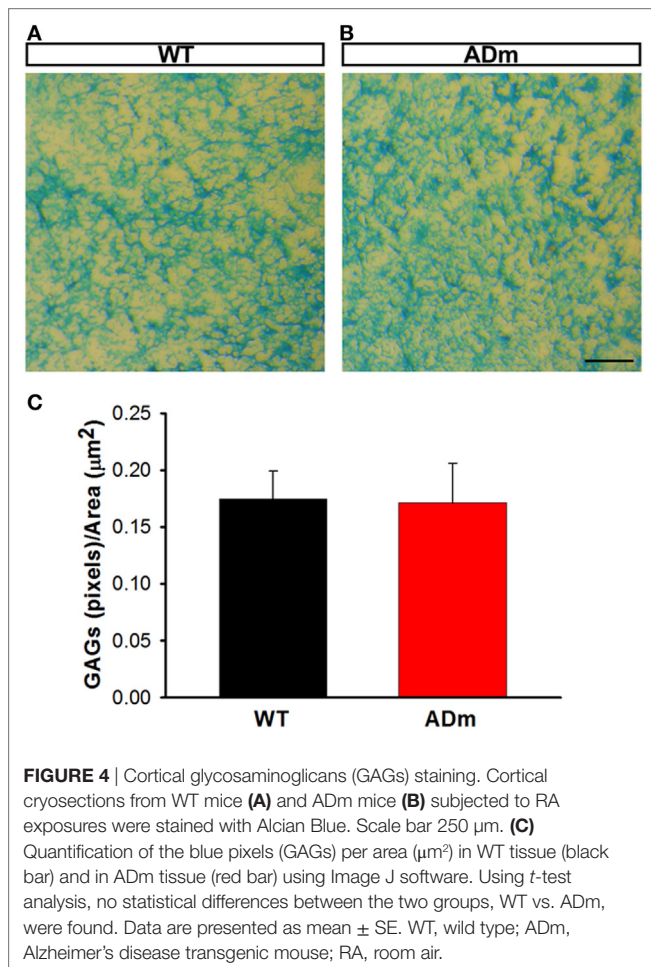 A
WT
B
ADm
C
GAGs (pixels)/Area (μm²)
0.25
0.20
0.15
0.10
0.05
0.00
WT
ADm
FIGURE 4 | Cortical glycosaminoglicans (GAGs) staining. Cortical
cryosections from WT mice (A) and ADm mice (B) subjected to RA
exposures were stained with Alcian Blue. Scale bar 250 μm. (C)
Quantification of the blue pixels (GAGs) per area (μm²) in WT tissue (black
bar) and in ADm tissue (red bar) using Image J software. Using t-test
analysis, no statistical differences between the two groups, WT vs. ADm,
were found. Data are presented as mean ± SE. WT, wild type; ADm,
Alzheimer's disease transgenic mouse; RA, room air.